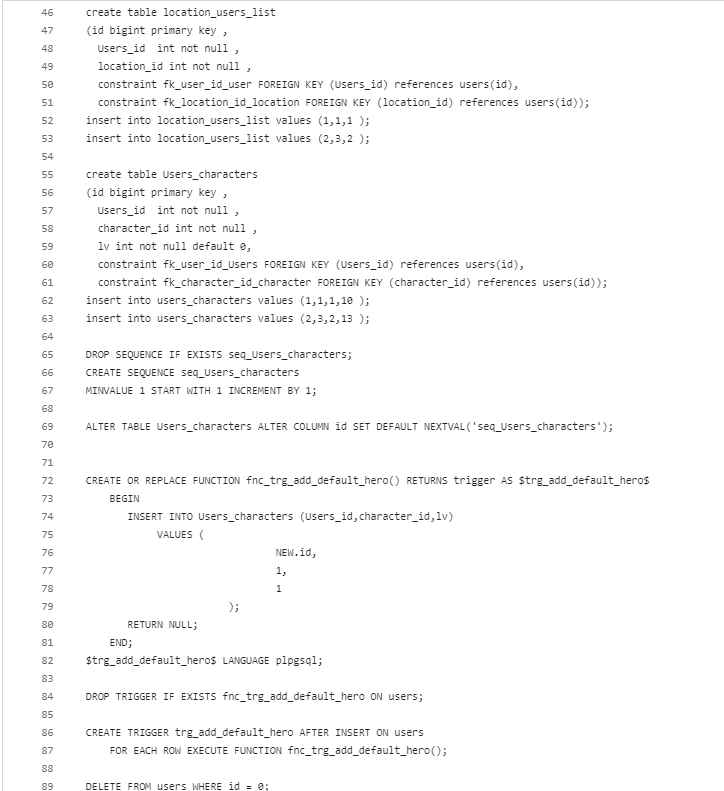 46 create table location_users_list
47 (id bigint primary key ,
48 Users_id  int not null ,
49 location_id int not null ,
50 constraint fk_user_id_user FOREIGN KEY (Users_id) references users(id),
51 constraint fk_location_id_location FOREIGN KEY (location_id) references users(id));
52 insert into location_users_list values (1,1,1 );
53 insert into location_users_list values (2,3,2 );
54
55 create table Users_characters
56 (id bigint primary key ,
57 Users_id  int not null ,
58 character_id int not null ,
59 lv int not null default 0,
60 constraint fk_user_id_Users FOREIGN KEY (Users_id) references users(id),
61 constraint fk_character_id_character FOREIGN KEY (character_id) references users(id));
62 insert into users_characters values (1,1,1,10 );
63 insert into users_characters values (2,3,2,13 );
64
65 DROP SEQUENCE IF EXISTS seq_Users_characters;
66 CREATE SEQUENCE seq_Users_characters
67 MINVALUE 1 START WITH 1 INCREMENT BY 1;
68
69 ALTER TABLE Users_characters ALTER COLUMN id SET DEFAULT NEXTVAL('seq_Users_characters');
70
71
72 CREATE OR REPLACE FUNCTION fnc_trg_add_default_hero() RETURNS trigger AS $trg_add_default_hero$
73 BEGIN
74 INSERT INTO Users_characters (Users_id,character_id,lv)
75 VALUES (
76 NEW.id,
77 1,
78 1
79 );
80 RETURN NULL;
81 END;
82 $trg_add_default_hero$ LANGUAGE plpgsql;
83
84 DROP TRIGGER IF EXISTS fnc_trg_add_default_hero ON users;
85
86 CREATE TRIGGER trg_add_default_hero AFTER INSERT ON users
87 FOR EACH ROW EXECUTE FUNCTION fnc_trg_add_default_hero();
88
89 DELETE FROM users WHERE id = 0;